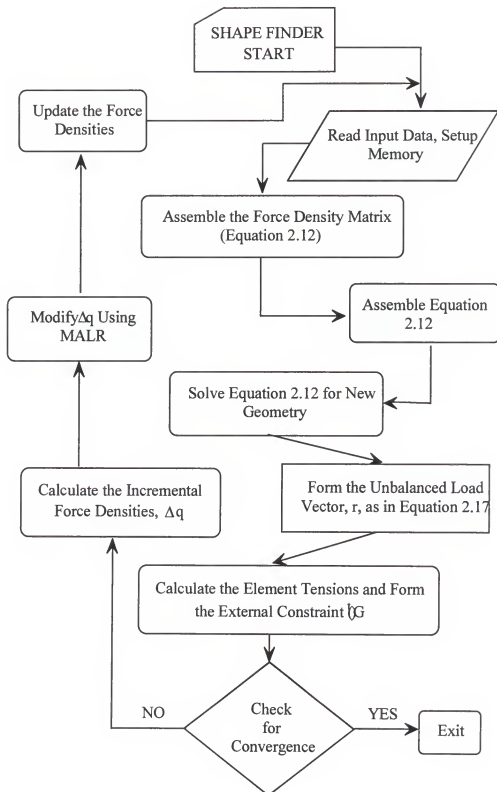 SHAPE FINDER
START
Update the Force
Densities
Read Input Data, Setup
Memory
Assemble the Force Density Matrix
(Equation 2.12)
Assemble Equation
2.12
Modify∆q Using
MALR
Solve Equation 2.12 for New
Geometry
Calculate the Incremental
Force Densities, ∆q
Form the Unbalanced Load
Vector, r, as in Equation 2.17
Calculate the Element Tensions and Form
the External Constraint
NO
Check
for
Convergence
YES
Exit